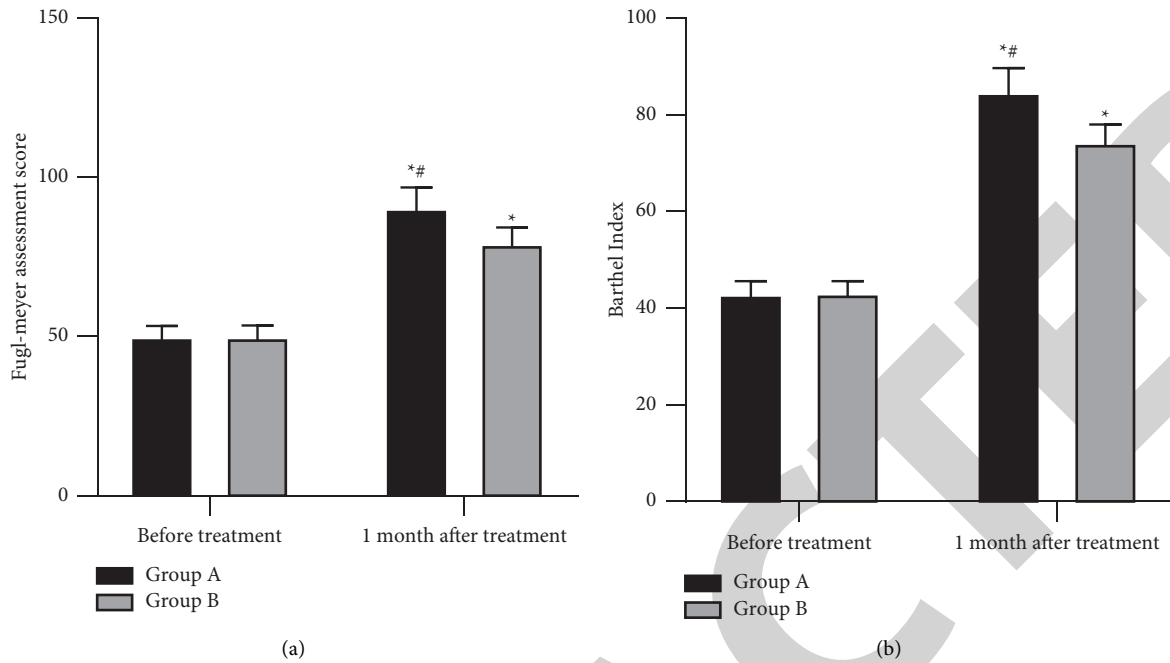 150
100
50
0
Fugl-meyer assessment score
*#
*
Before treatment
1 month after treatment
Group A
Group B
(a)
100
80
60
40
20
0
Barthel Index
*#
*
Before treatment
1 month after treatment
Group A
Group B
(b)